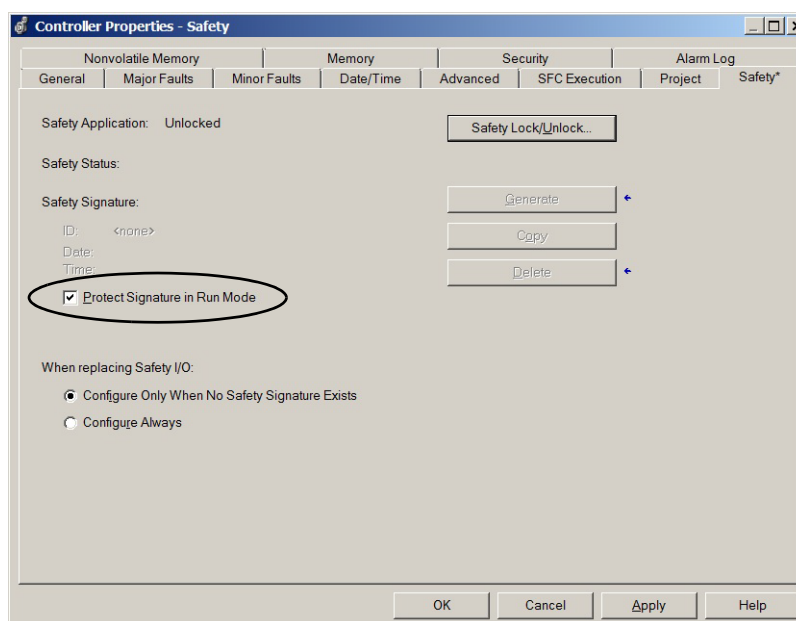 Controller Properties - Safety
Nonvolatile Memory Memory Security Alarm Log
General Major Faults Minor Faults Date/Time Advanced SFC Execution Project Safety*
Safety Application: Unlocked
Safety Lock/Unlock...
Safety Status:
Safety Signature:
Generate
ID: <none>
Copy
Date:
Time:
Delete
Protect Signature in Run Mode
When replacing Safety I/O:
Configure Only When No Safety Signature Exists
Configure Always
OK Cancel Apply Help